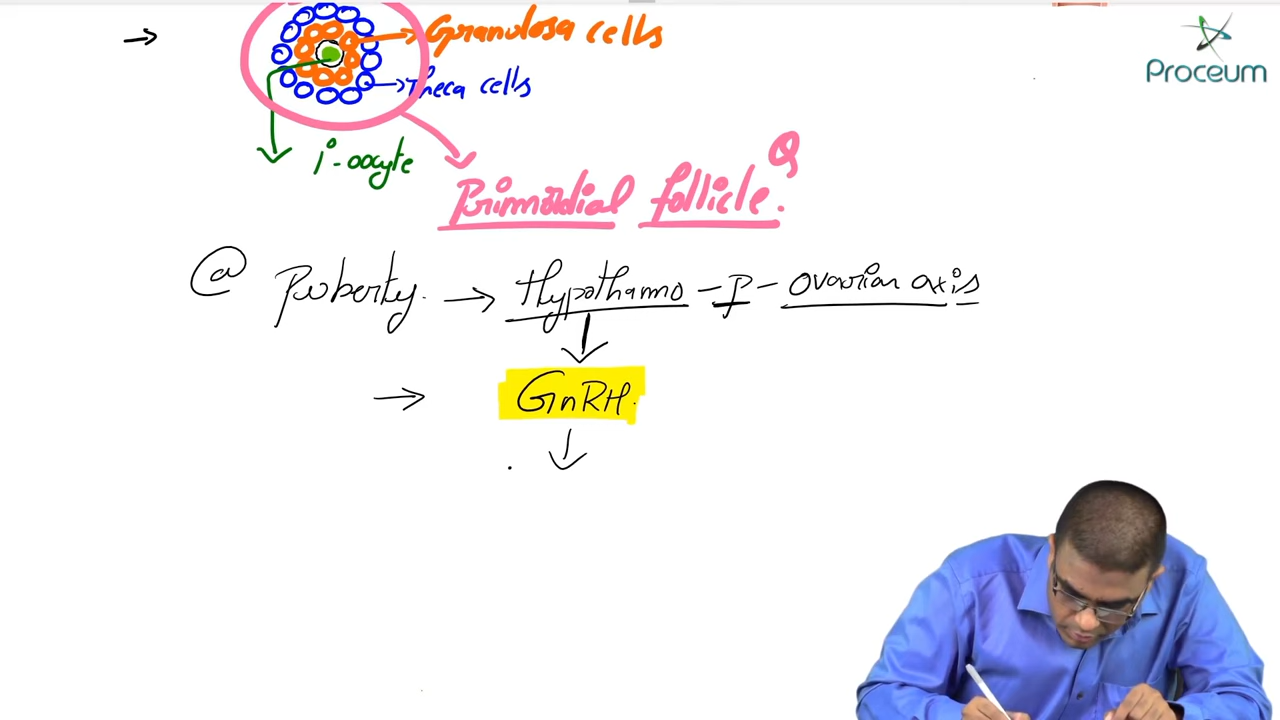 → Granulosa cells
Proceum
→ Theca cells
1°-oocyte
Primordial follicle. Q
@ Puberty. → Hypothamo - P - ovarian axis
→ GnRH.